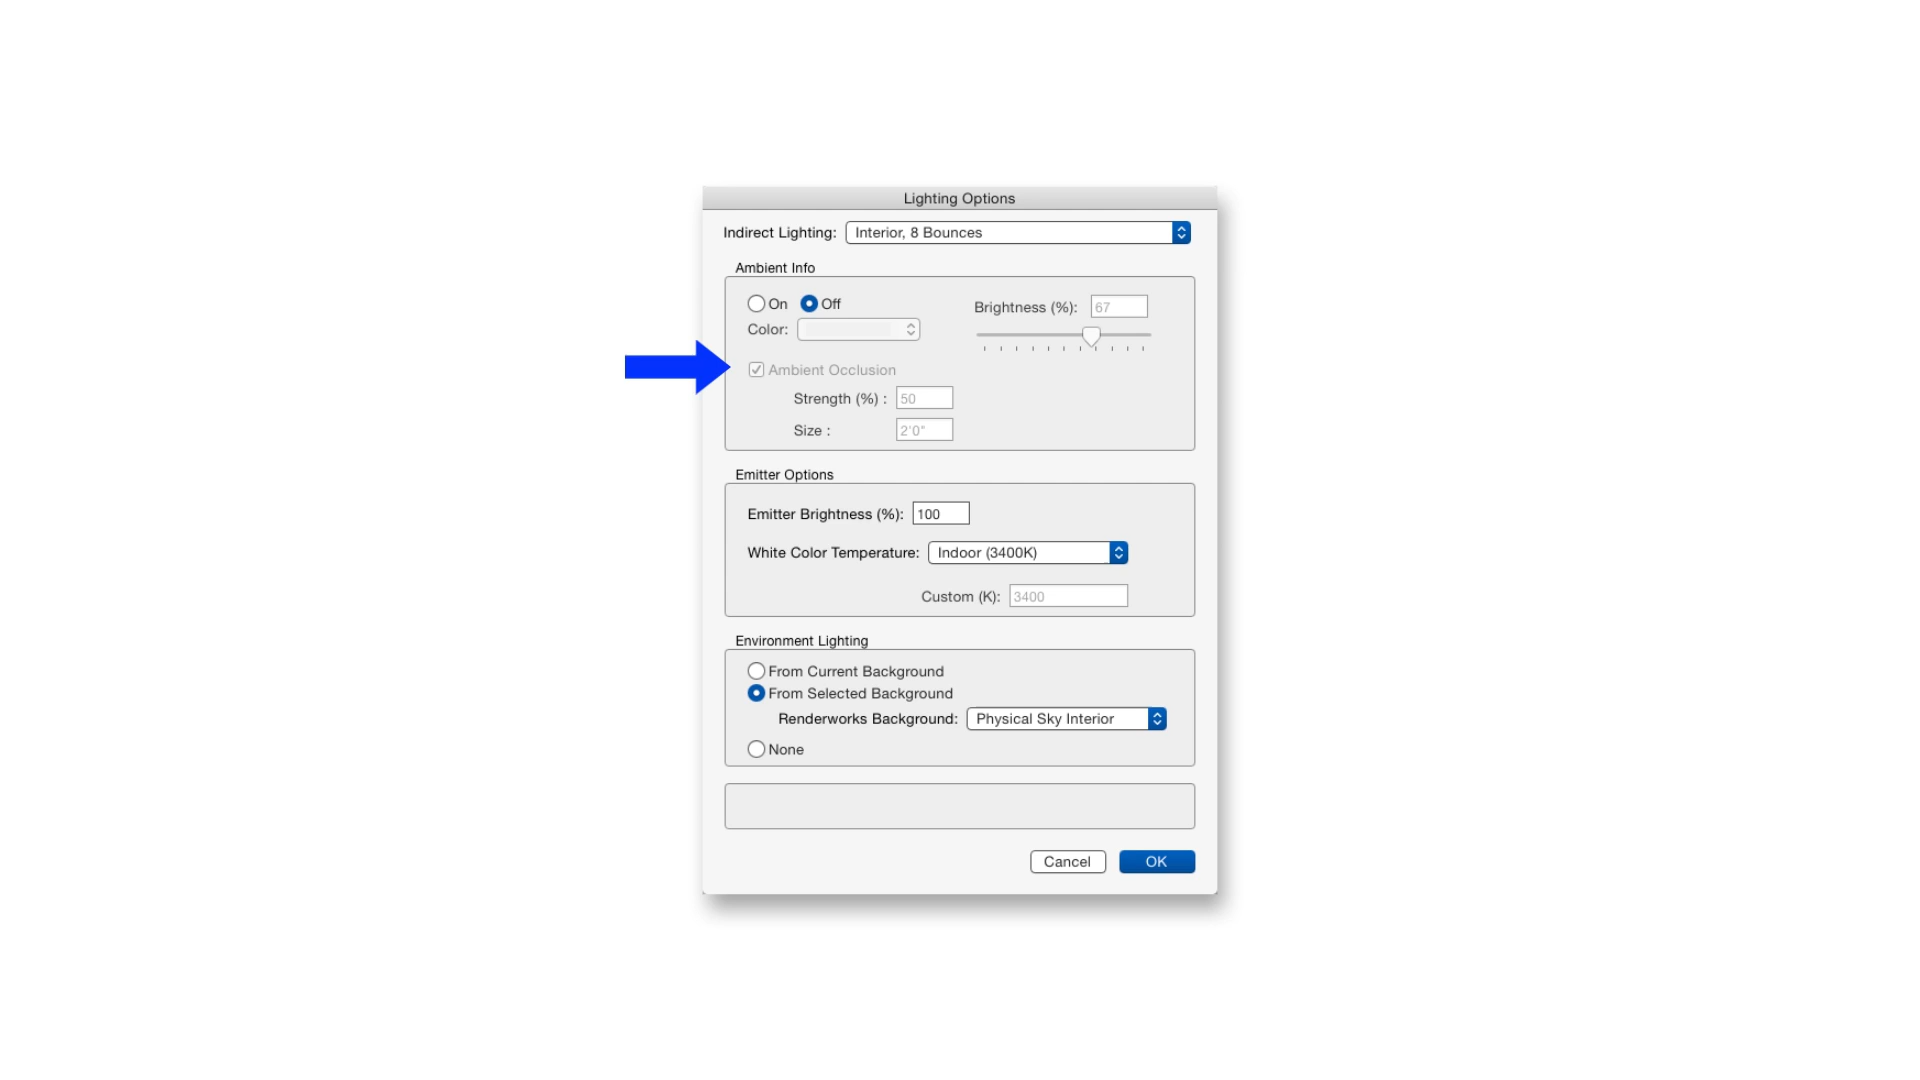 Lighting Options
Indirect Lighting: Interior, 8 Bounces
Ambient Info
On Off Brightness (%): 67
Color:
Ambient Occlusion
Strength (%) : 50
Size : 2'0"
Emitter Options
Emitter Brightness (%): 100
White Color Temperature: Indoor (3400K)
Custom (K): 3400
Environment Lighting
From Current Background
From Selected Background
Renderworks Background: Physical Sky Interior
None
Cancel OK